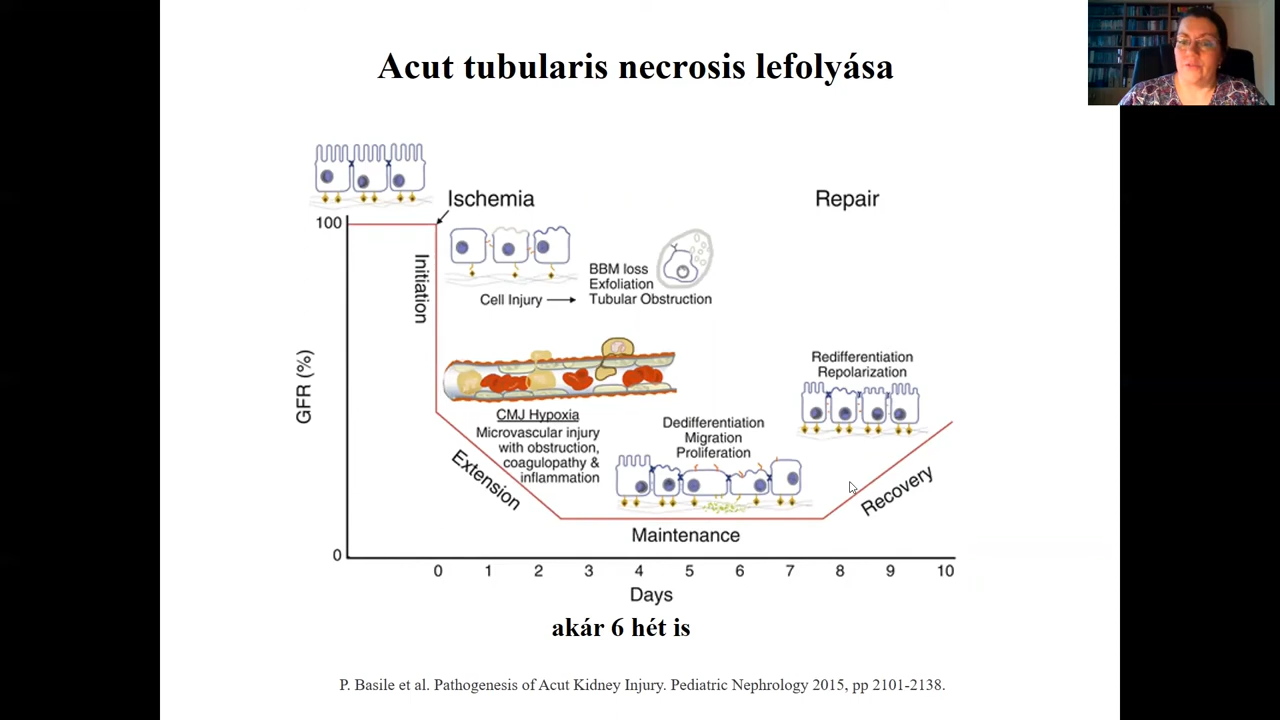 Acut tubularis necrosis lefolyása
Ischemia
Repair
100
Initiation
BBM loss
Exfoliation
Cell Injury
Tubular Obstruction
GFR (%)
Redifferentiation
Repolarization
CMJ Hypoxia
Microvascular injury
with obstruction,
coagulopathy &
inflammation
Dedifferentiation
Migration
Proliferation
Extension
Recovery
Maintenance
0
0 1 2 3 4 5 6 7 8 9 10
Days
akár 6 hét is
P. Basile et al. Pathogenesis of Acut Kidney Injury. Pediatric Nephrology 2015, pp 2101-2138.